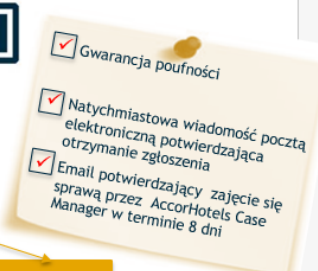 Gwarancja poufności
Natychmiastowa wiadomość pocztą
elektroniczną potwierdzająca
otrzymanie zgłoszenia
Email potwierdzający zajęcie się
sprawą przez AccorHotels Case
Manager w terminie 8 dni